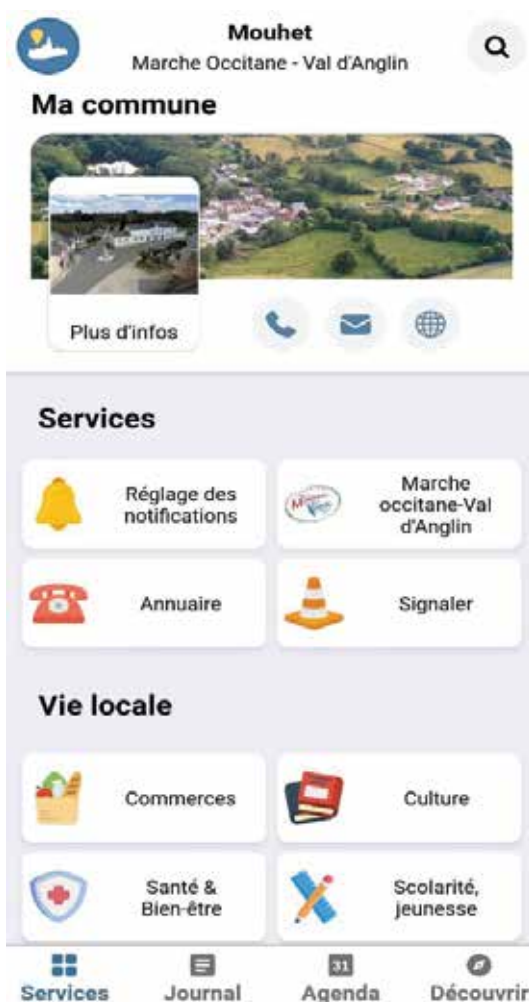 Mouhet
Marche Occitane - Val d'Anglin
Ma commune
Plus d'infos
Services
Réglage des
notifications
Marche
occitane-Val
d'Anglin
Annuaire
Signaler
Vie locale
Commerces
Culture
Santé &
Bien-être
Scolarité,
jeunesse
31
Services
Journal
Agenda
Découvrir